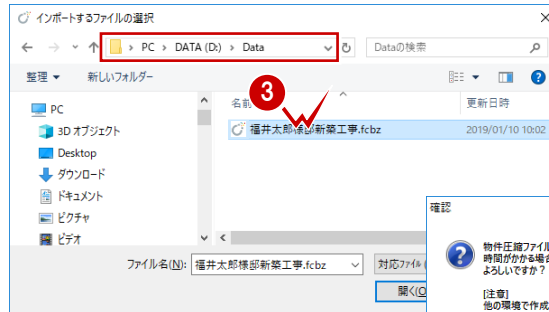 インポートするファイルの選択
PC › DATA (D:) › Data
Dataの検索
整理 ▼ 新しいフォルダー
PC
3D オブジェクト
Desktop
ダウンロード
ドキュメント
ピクチャ
ビデオ
3
名前
更新日時
福井太郎様邸新築工事.fcbz
2019/01/10 10:02
ファイル名(N): 福井太郎様邸新築工事.fcbz
対応ファイル (
開く(O
確認
物件圧縮ファイル
時間がかかる場合
よろしいですか?
[注意]
他の環境で作成